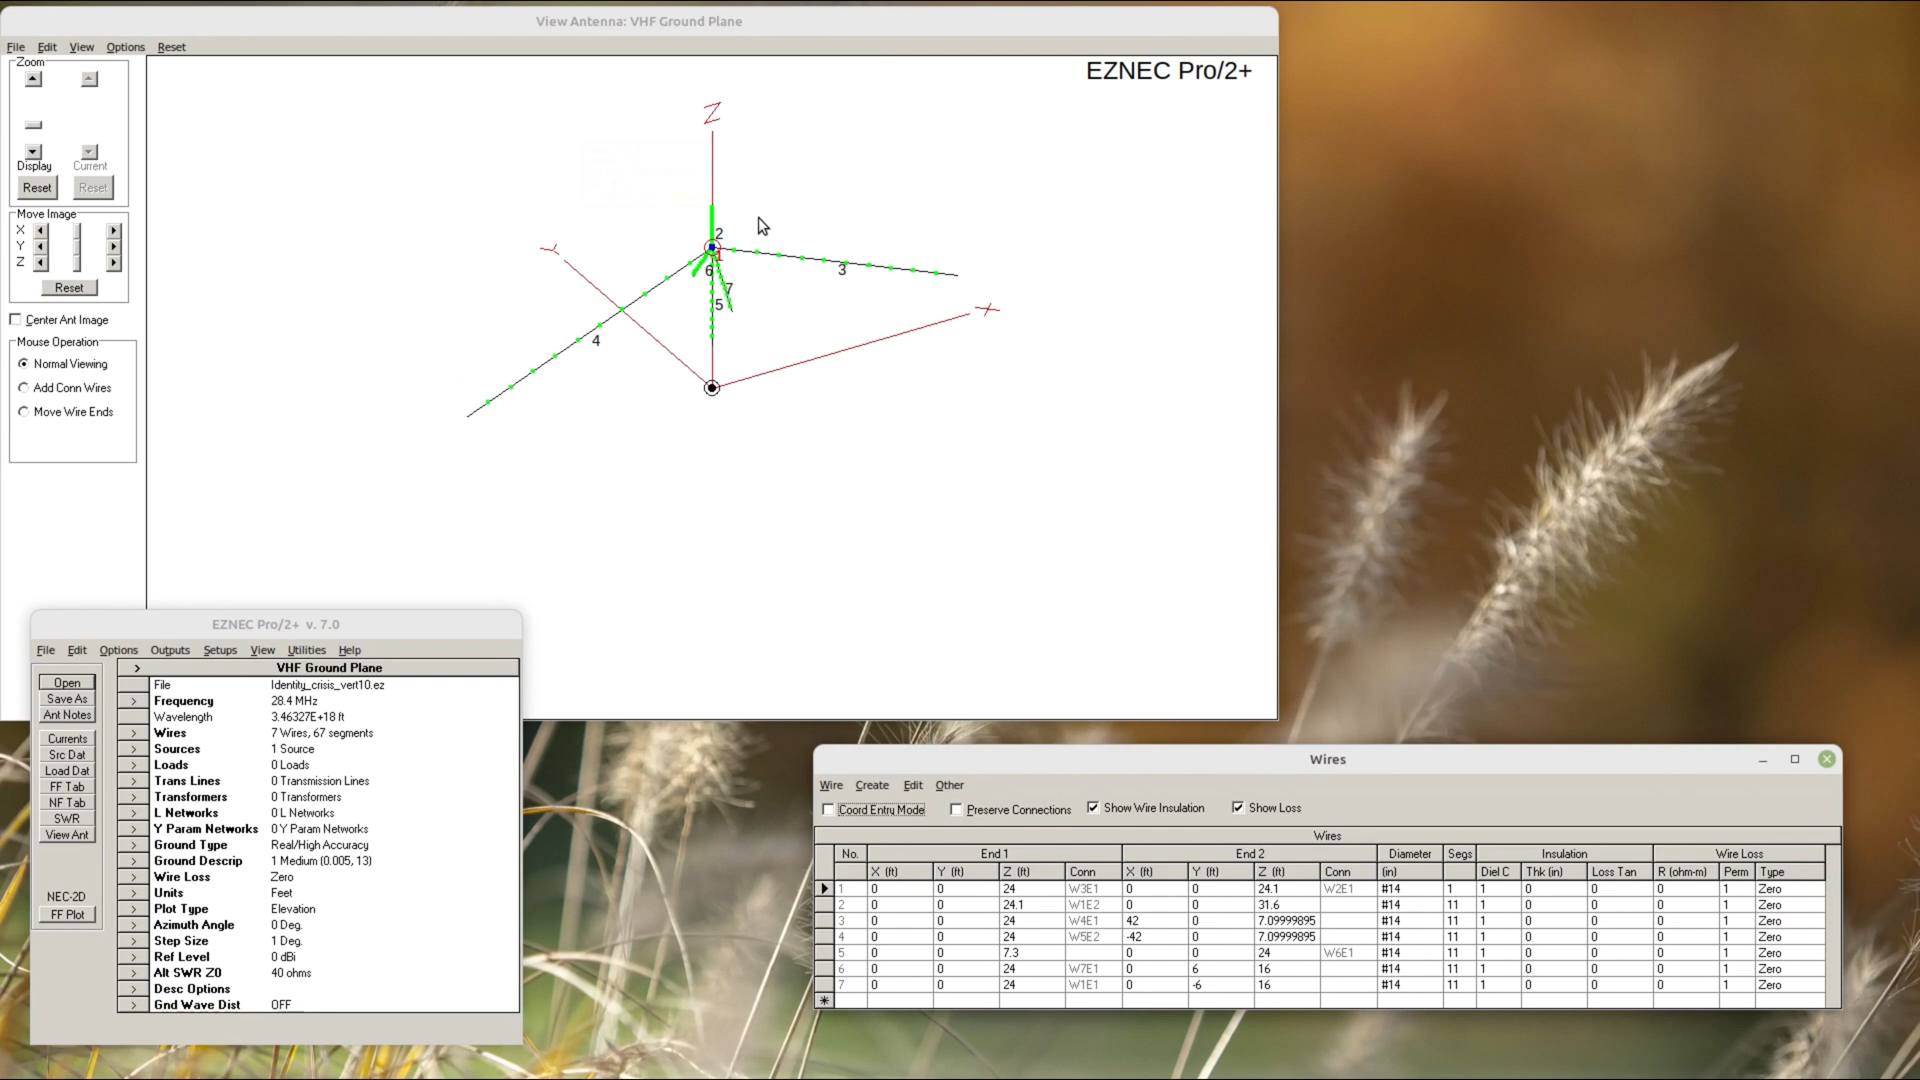 View Antenna: VHF Ground Plane
File Edit View Options Reset
EZNEC Pro/2+
Zoom
Display Current
Reset Reset
Move Image
X
Y
Z
Reset
Center Ant Image
Mouse Operation
Normal Viewing
Add Conn Wires
Move Wire Ends
Z
Y
X
2
1
6
3
7
5
4
EZNEC Pro/2+ v. 7.0
File Edit Options Outputs Setups View Utilities Help
Open
Save As
Ant Notes
Currents
Src Dat
Load Dat
FF Tab
NF Tab
SWR
View Ant
NEC-2D
FF Plot
> VHF Ground Plane
File Identity_crisis_vert10.ez
> Frequency 28.4 MHz
Wavelength 3.46327E+18 ft
> Wires 7 Wires, 67 segments
> Sources 1 Source
> Loads 0 Loads
> Trans Lines 0 Transmission Lines
> Transformers 0 Transformers
> L Networks 0 L Networks
> Y Param Networks 0 Y Param Networks
> Ground Type Real/High Accuracy
> Ground Descrip 1 Medium (0.005, 13)
> Wire Loss Zero
> Units Feet
> Plot Type Elevation
> Azimuth Angle 0 Deg.
> Step Size 1 Deg.
> Ref Level 0 dBi
> Alt SWR Z0 40 ohms
> Desc Options
> Gnd Wave Dist OFF
Wires
Wire Create Edit Other
Coord Entry Mode Preserve Connections Show Wire Insulation Show Loss
Wires
No. End 1 End 2 Diameter Segs Insulation Wire Loss
X (ft) Y (ft) Z (ft) Conn X (ft) Y (ft) Z (ft) Conn (in) Diel C Thk (in) Loss Tan R (ohm-m) Perm Type
1 0 0 24 W3E1 0 0 24.1 W2E1 #14 1 1 0 0 0 1 Zero
2 0 0 24.1 W1E2 0 0 31.6 #14 11 1 0 0 0 1 Zero
3 0 0 24 W4E1 42 0 7.09999895 #14 11 1 0 0 0 1 Zero
4 0 0 24 W5E2 -42 0 7.09999895 #14 11 1 0 0 0 1 Zero
5 0 0 7.3 0 0 24 W6E1 #14 11 1 0 0 0 1 Zero
6 0 0 24 W7E1 0 6 16 #14 11 1 0 0 0 1 Zero
7 0 0 24 W1E1 0 -6 16 #14 11 1 0 0 0 1 Zero
*